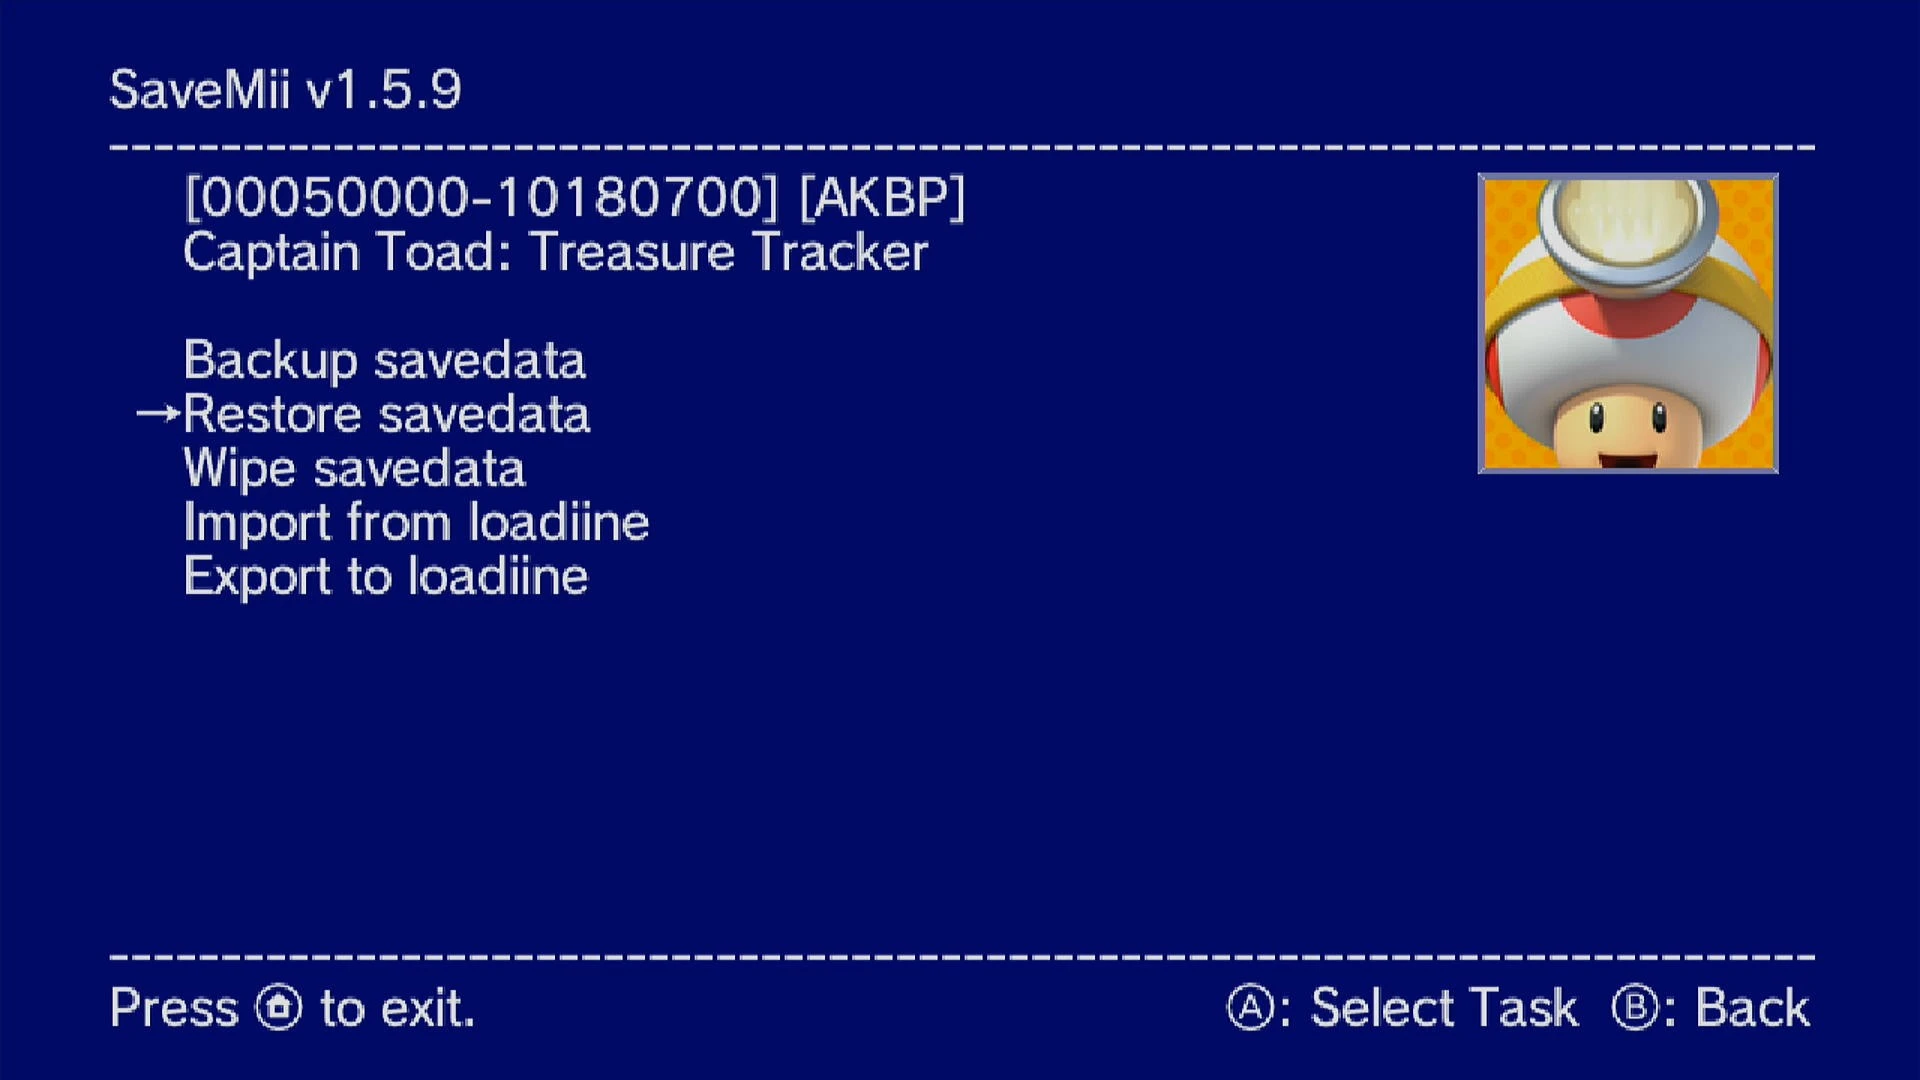 SaveMii v1.5.9
[00050000-10180700] [AKBP]
Captain Toad: Treasure Tracker
Backup savedata
→Restore savedata
Wipe savedata
Import from loadiine
Export to loadiine
Press to exit.
Ⓐ: Select Task Ⓑ: Back